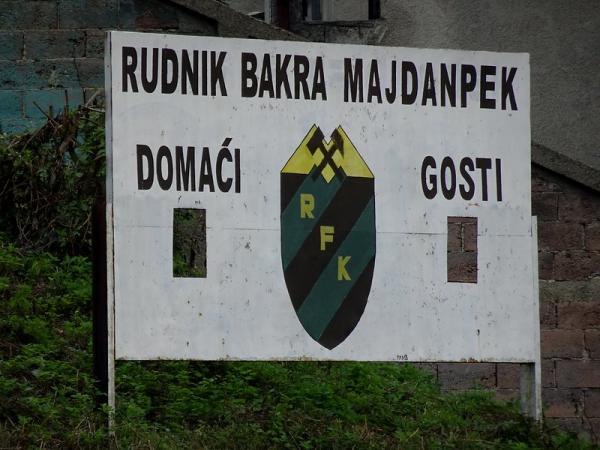 RUDNIK BAKRA MAJDANPEK
DOMAĆI
GOSTI
R
F
K